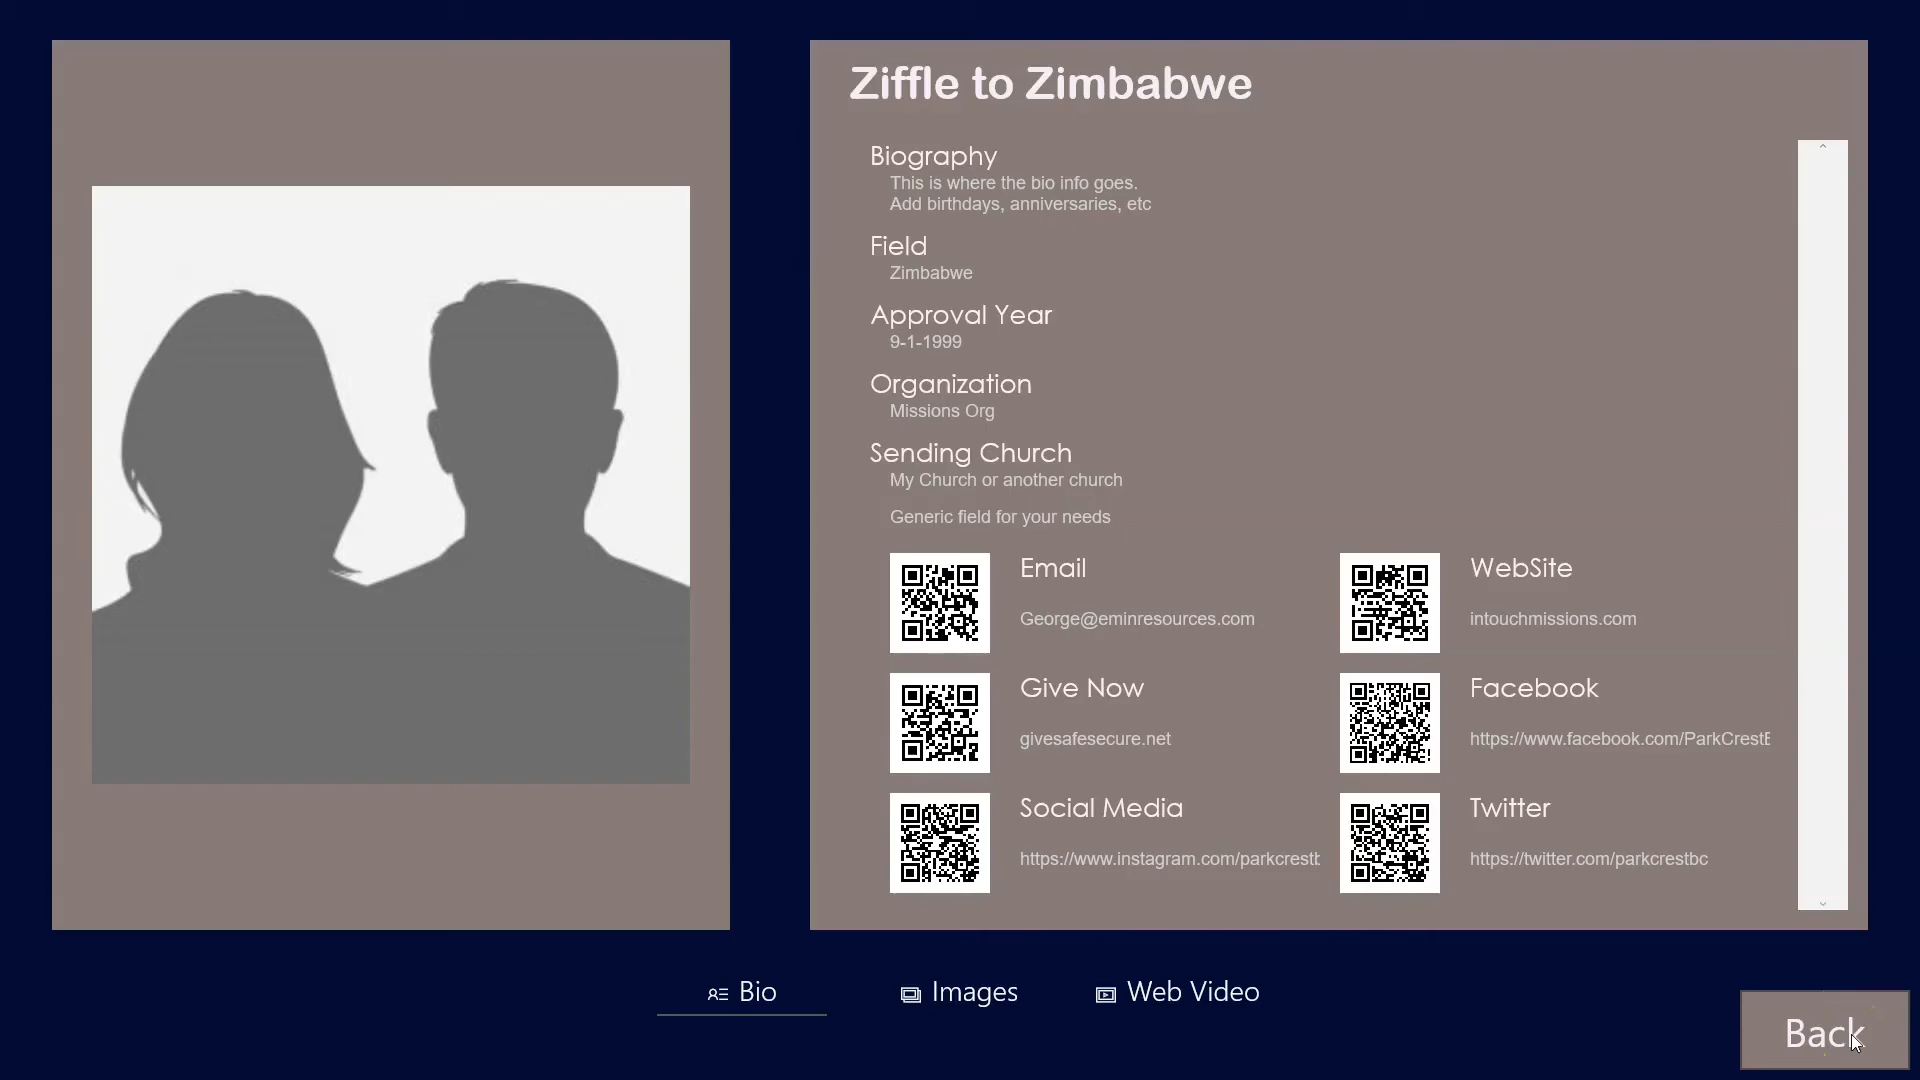 Ziffle to Zimbabwe
Biography
This is where the bio info goes.
Add birthdays, anniversaries, etc
Field
Zimbabwe
Approval Year
9-1-1999
Organization
Missions Org
Sending Church
My Church or another church
Generic field for your needs
Email
George@eminresources.com
WebSite
intouchmissions.com
Give Now
givesafesecure.net
Facebook
https://www.facebook.com/ParkCrest
Social Media
https://www.instagram.com/parkcrest
Twitter
https://twitter.com/parkcrestbc
Bio
Images
Web Video
Back